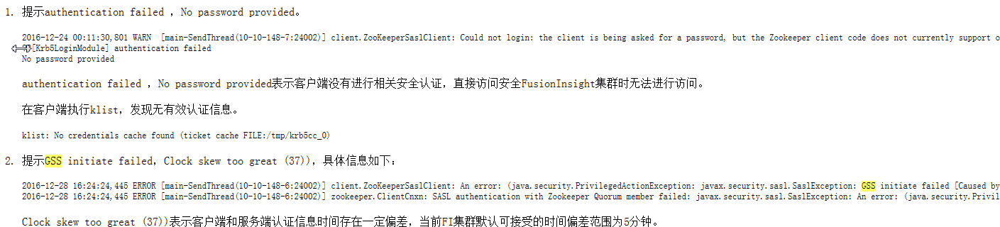 1. 提示authentication failed ，No password provided。
2016-12-24 00:11:30,801 WARN  [main-SendThread(10-10-148-7:24002)] client.ZooKeeperSaslClient: Could not login: the client is being asked for a password, but the Zookeeper client code does not currently support o
[Krb5LoginModule] authentication failed
No password provided
authentication failed ，No password provided表示客户端没有进行相关安全认证，直接访问安全FusionInsight集群时无法进行访问。
在客户端执行klist，发现无有效认证信息。
klist: No credentials cache found (ticket cache FILE:/tmp/krb5cc_0)
2. 提示GSS initiate failed，Clock skew too great (37))，具体信息如下：
2016-12-28 16:24:24,445 ERROR [main-SendThread(10-10-148-6:24002)] client.ZooKeeperSaslClient: An error: (java.security.PrivilegedActionException: javax.security.sasl.SaslException: GSS initiate failed [Caused by
2016-12-28 16:24:24,445 ERROR [main-SendThread(10-10-148-6:24002)] zookeeper.ClientCnxn: SASL authentication with Zookeeper Quorum member failed: javax.security.sasl.SaslException: An error: (java.security.Privil
Clock skew too great (37))表示客户端和服务端认证信息时间存在一定偏差，当前FI集群默认可接受的时间偏差范围为5分钟。